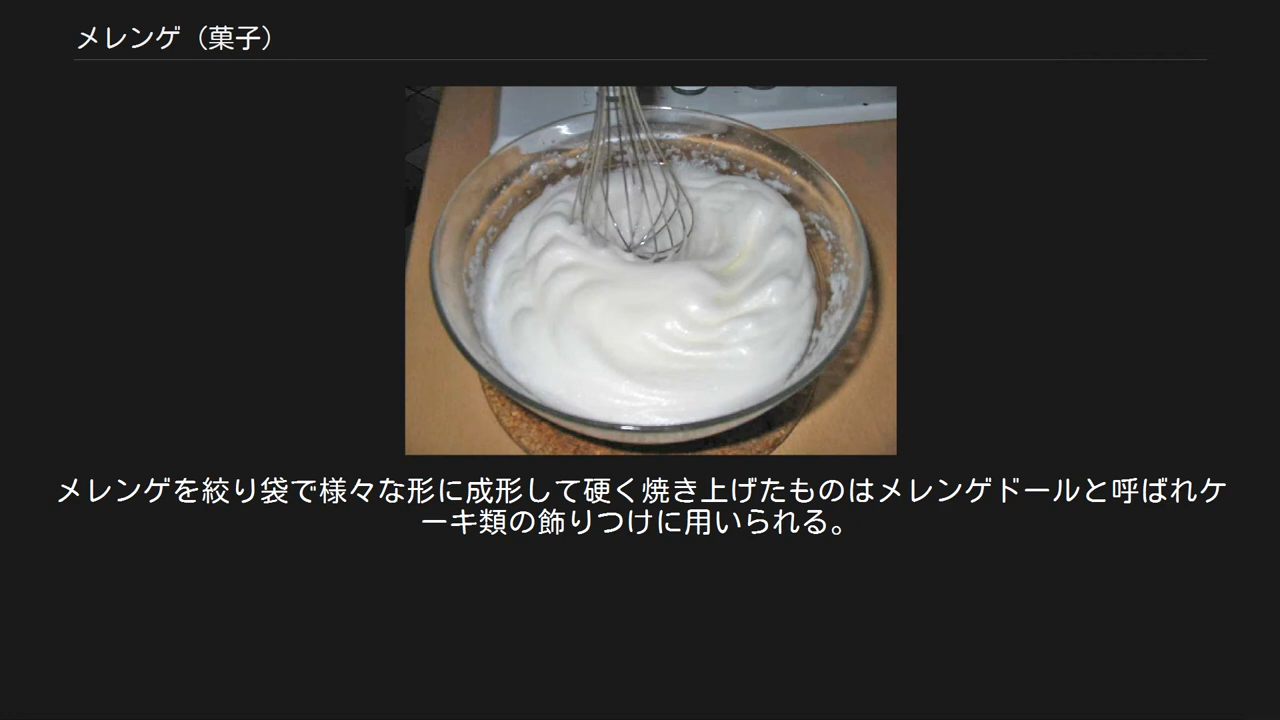 メレンゲ（菓子）
メレンゲを絞り袋で様々な形に成形して硬く焼き上げたものはメレンゲドールと呼ばれケ
ーキ類の飾りつけに用いられる。